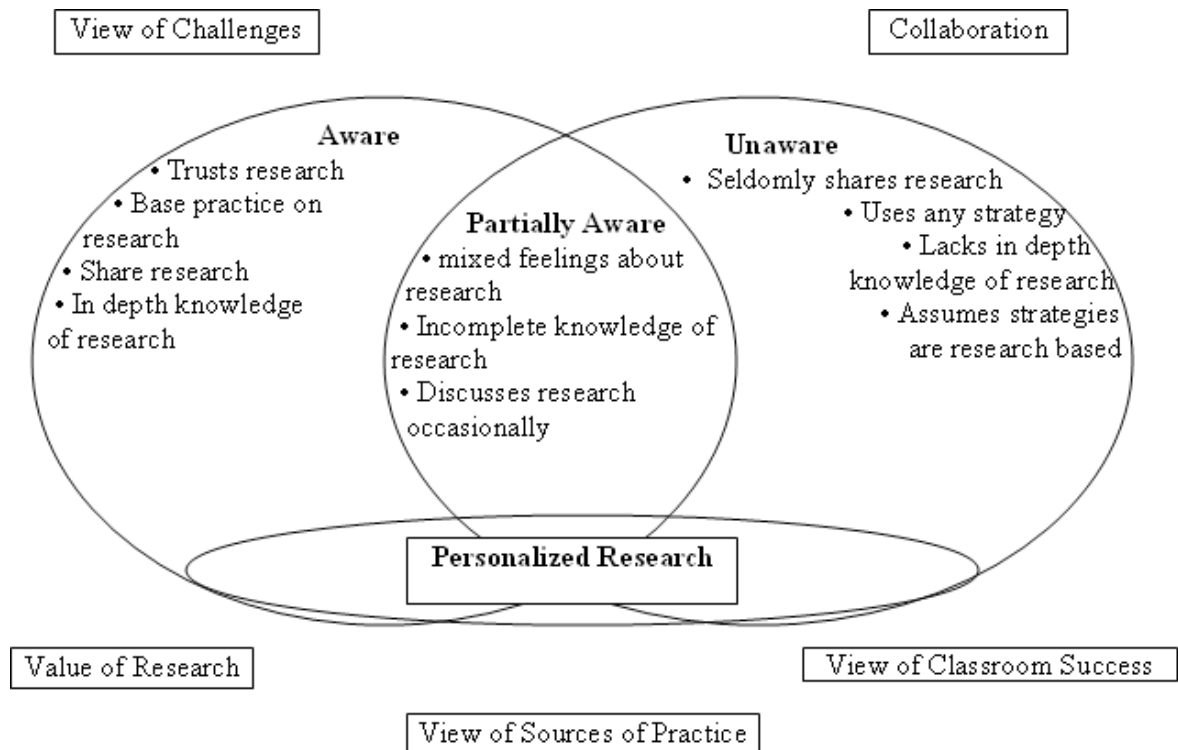 View of Challenges
Collaboration
Aware
• Trusts research
• Base practice on
research
• Share research
• In depth knowledge
of research
Partially Aware
• mixed feelings about
research
• Incomplete knowledge of
research
• Discusses research
occasionally
Unaware
• Seldomly shares research
• Uses any strategy
• Lacks in depth
knowledge of research
• Assumes strategies
are research based
Personalized Research
Value of Research
View of Classroom Success
View of Sources of Practice